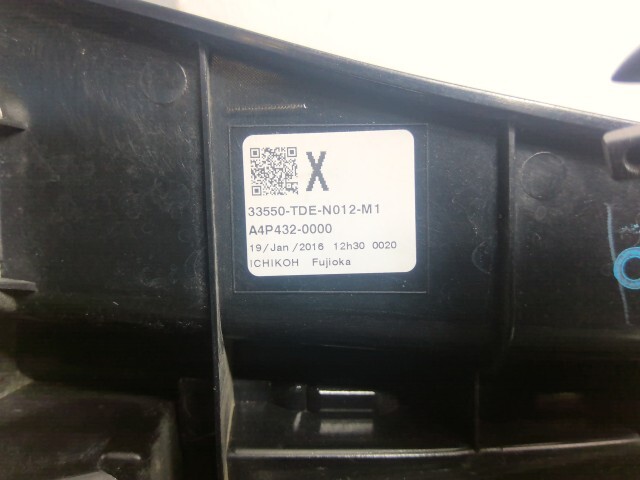 X
33550-TDE-N012-M1
A4P432-0000
19/Jan/2016 12h30 0020
ICHIKOH Fujioka